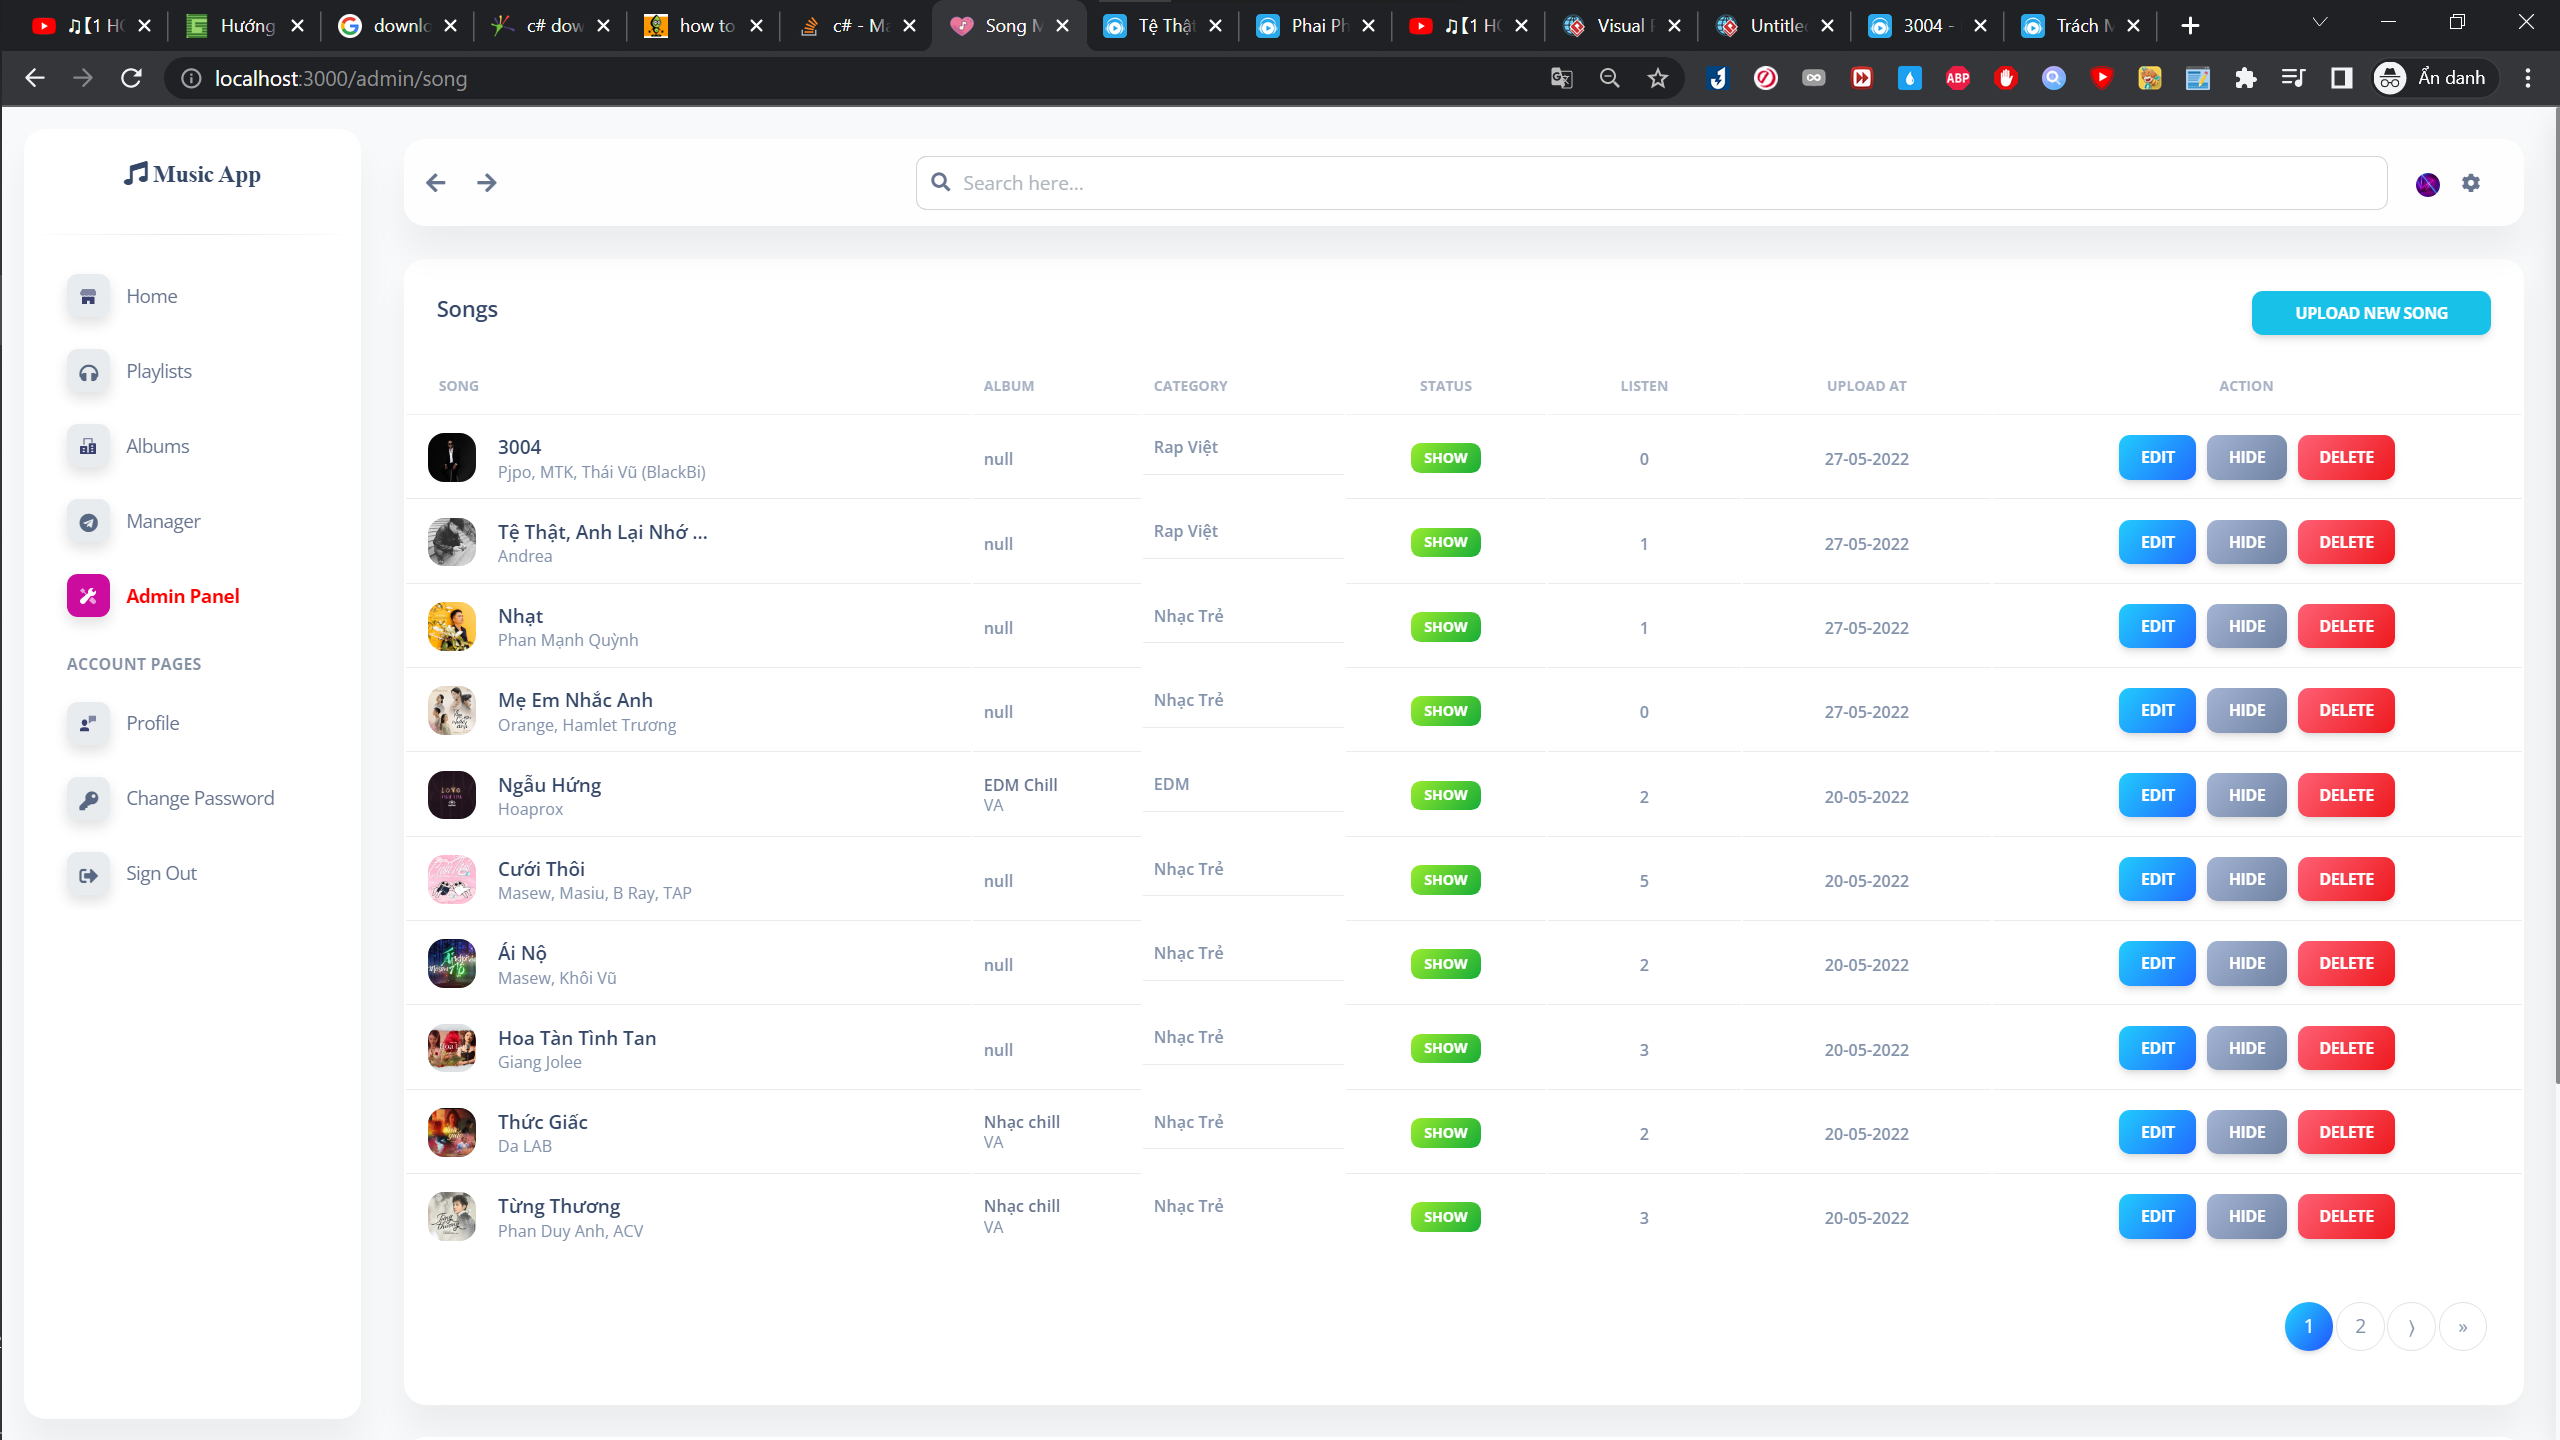 ♫【1 H
Hướng
downlo
c# dow
how to
c# - Ma
Song M
Tệ Thật
Phai Ph
♫【1 H
Visual
Untitle
3004 -
Trách
localhost:3000/admin/song
Ẩn danh
Music App
Search here...
Home
Playlists
Albums
Manager
Admin Panel
ACCOUNT PAGES
Profile
Change Password
Sign Out
Songs
UPLOAD NEW SONG
SONG ALBUM CATEGORY STATUS LISTEN UPLOAD AT ACTION
3004 Rap Việt
Pjpo, MTK, Thái Vũ (BlackBi) null SHOW 0 27-05-2022 EDIT HIDE DELETE
Tệ Thật, Anh Lại Nhớ ... Rap Việt
Andrea null SHOW 1 27-05-2022 EDIT HIDE DELETE
Nhạt Nhạc Trẻ
Phan Mạnh Quỳnh null SHOW 1 27-05-2022 EDIT HIDE DELETE
Mẹ Em Nhắc Anh Nhạc Trẻ
Orange, Hamlet Trương null SHOW 0 27-05-2022 EDIT HIDE DELETE
Ngẫu Hứng EDM Chill EDM
Hoaprox VA SHOW 2 20-05-2022 EDIT HIDE DELETE
Cưới Thôi Nhạc Trẻ
Masew, Masiu, B Ray, TAP null SHOW 5 20-05-2022 EDIT HIDE DELETE
Ái Nộ Nhạc Trẻ
Masew, Khôi Vũ null SHOW 2 20-05-2022 EDIT HIDE DELETE
Hoa Tàn Tình Tan Nhạc Trẻ
Giang Jolee null SHOW 3 20-05-2022 EDIT HIDE DELETE
Thức Giấc Nhạc chill Nhạc Trẻ
Da LAB VA SHOW 2 20-05-2022 EDIT HIDE DELETE
Từng Thương Nhạc chill Nhạc Trẻ
Phan Duy Anh, ACV VA SHOW 3 20-05-2022 EDIT HIDE DELETE
1 2 ⟩ »